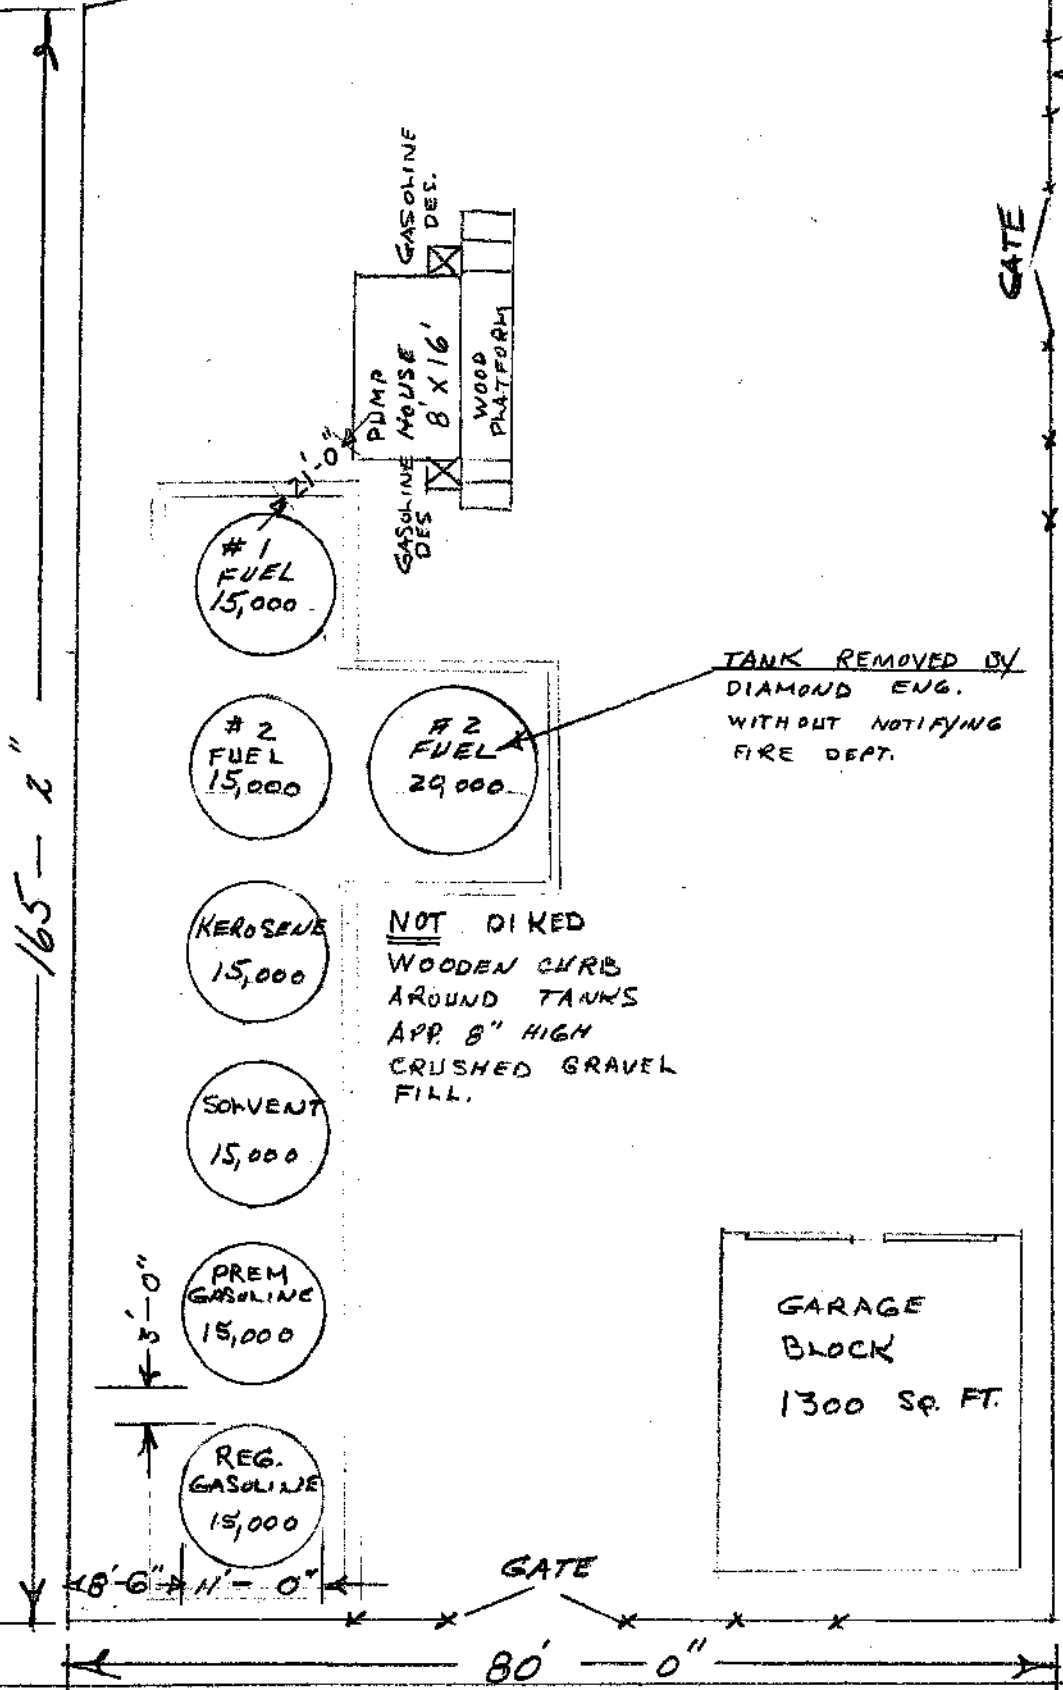 165 — 2"
GASOLINE
DES.
GATE
PUMP
HOUSE
8' X 16'
WOOD
PLATFORM
GASOLINE
DES
21'-0"
# 1
FUEL
15,000
# 2
FUEL
15,000
# 2
FUEL
20,000
TANK REMOVED BY
DIAMOND ENG.
WITHOUT NOTIFYING
FIRE DEPT.
KEROSENE
15,000
NOT DIKED
WOODEN CURB
AROUND TANKS
APP. 8" HIGH
CRUSHED GRAVEL
FILL.
SOLVENT
15,000
PREM
GASOLINE
15,000
3'-0"
GARAGE
BLOCK
1300 SQ. FT.
REG.
GASOLINE
15,000
8'-6"
11'-0"
GATE
80' — 0"